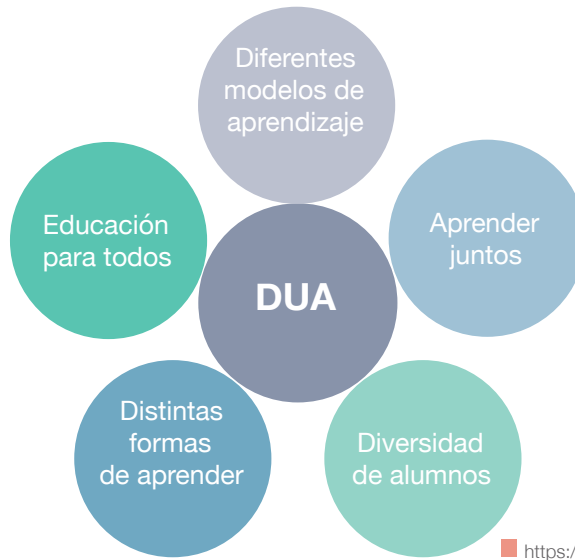 Diferentes
modelos de
aprendizaje
Educación
para todos
Aprender
juntos
DUA
Distintas
formas
de aprender
Diversidad
de alumnos
https:/